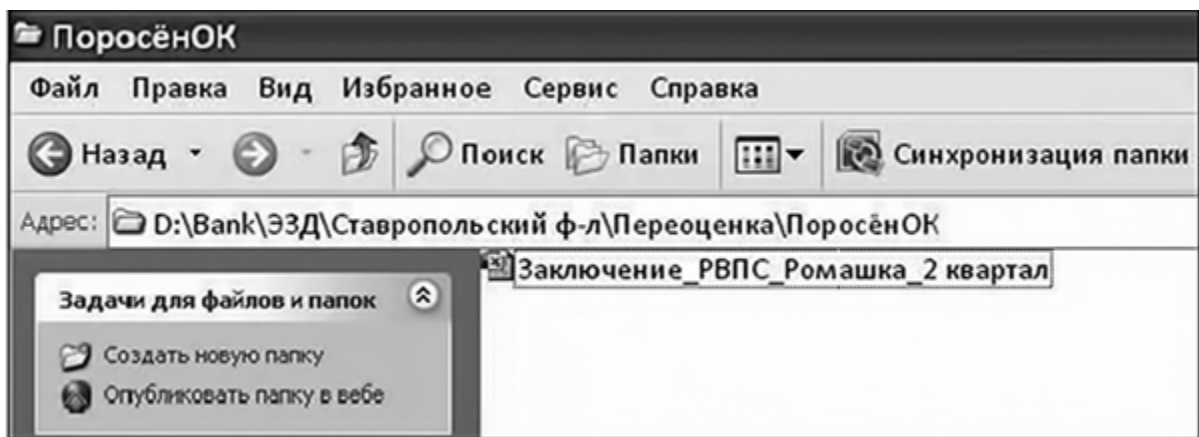 ПоросёнОК
Файл Правка Вид Избранное Сервис Справка
Назад Поиск Папки Синхронизация папки
Адрес: D:\Bank\ЭЗД\Ставропольский ф-л\Переоценка\ПоросёнОК
Заключение_РВПС_Ромашка_2 квартал
Задачи для файлов и папок
Создать новую папку
Опубликовать папку в вебе